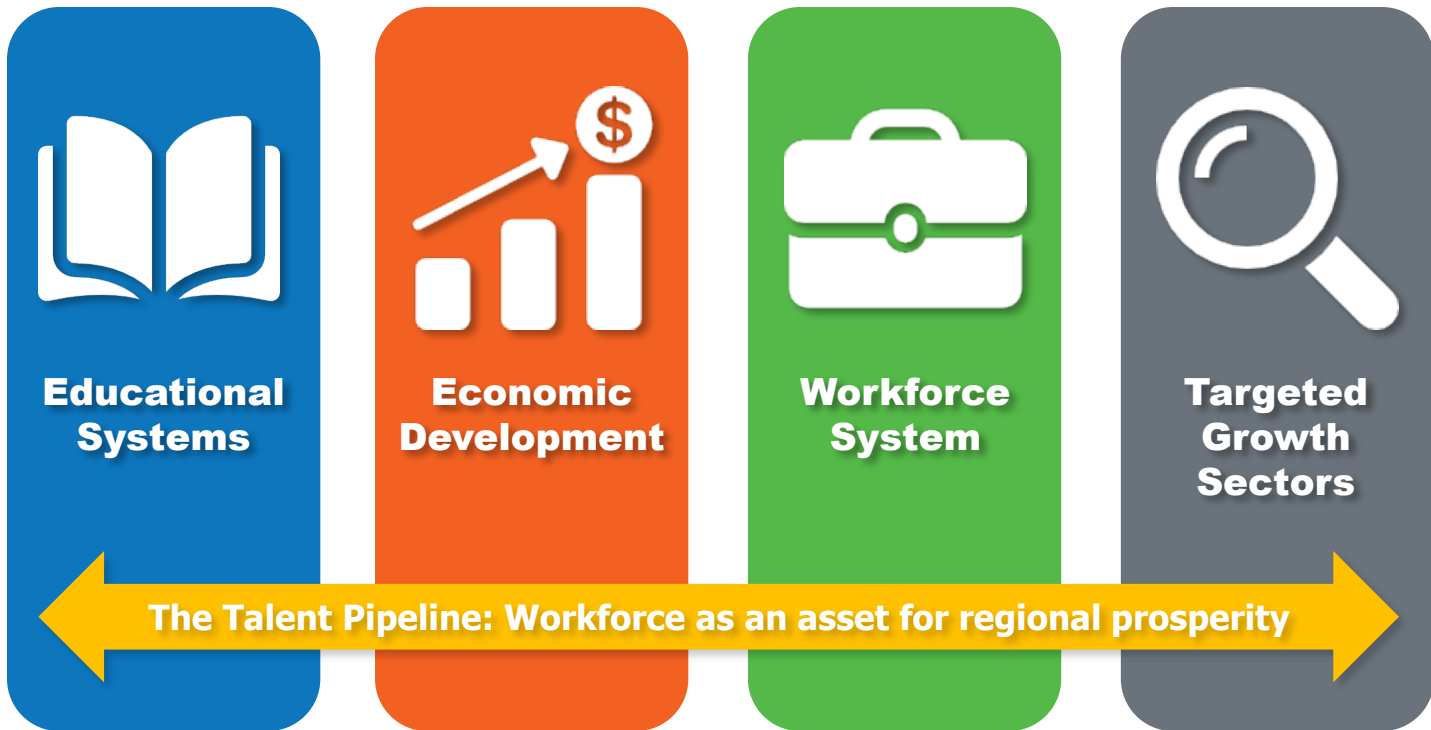 $
Educational
Systems
Economic
Development
Workforce
System
Targeted
Growth
Sectors
The Talent Pipeline: Workforce as an asset for regional prosperity